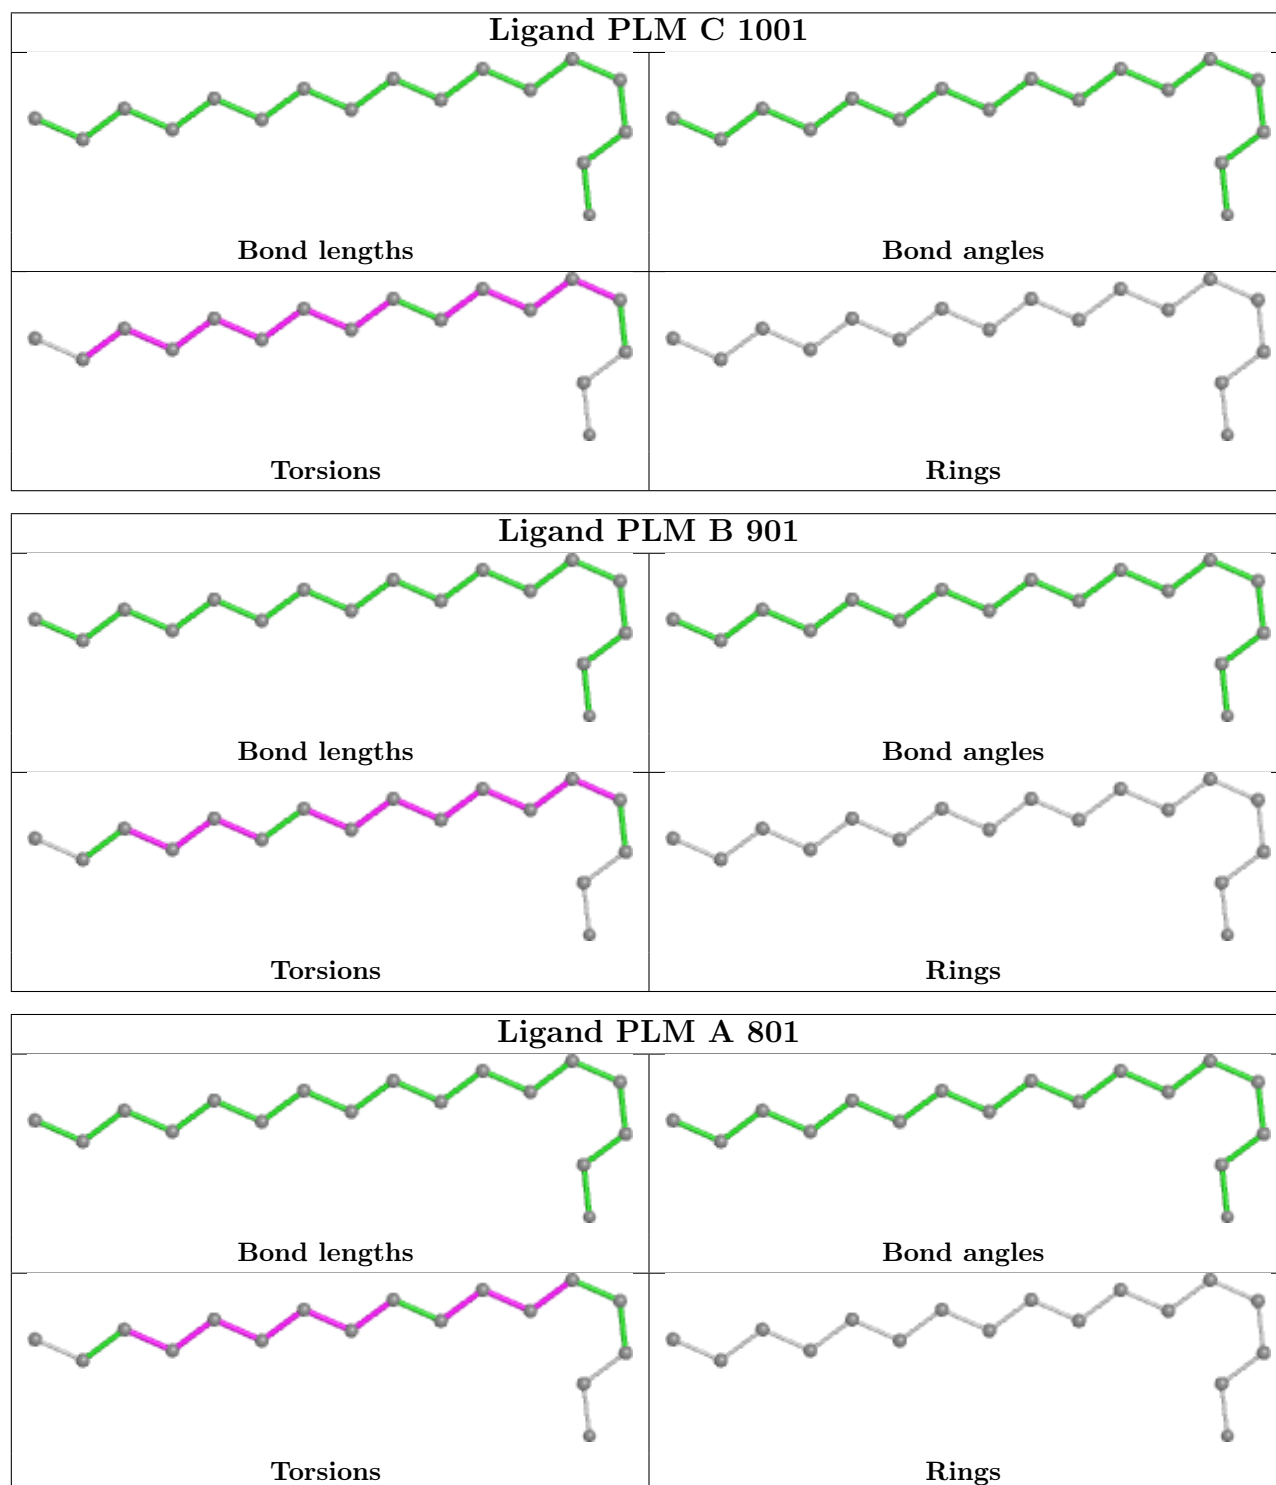 Ligand PLM C 1001
Bond lengths
Bond angles
Torsions
Rings
Ligand PLM B 901
Bond lengths
Bond angles
Torsions
Rings
Ligand PLM A 801
Bond lengths
Bond angles
Torsions
Rings